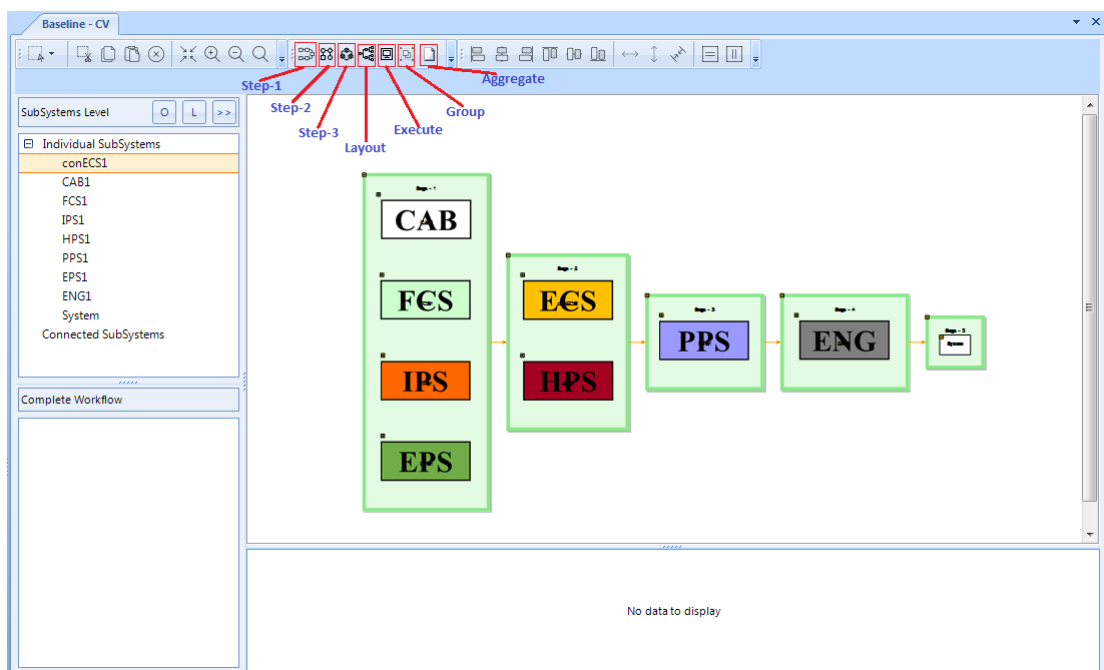 Baseline - CV
Step-1
Step-2
Step-3
Layout
Execute
Group
Aggregate
SubSystems Level
O
L
>>
Individual SubSystems
conECS1
CAB1
FCS1
IPS1
HPS1
PPS1
EPS1
ENG1
System
Connected SubSystems
Complete Workflow
CAB
FCS
IPS
EPS
ECS
HPS
PPS
ENG
System
No data to display